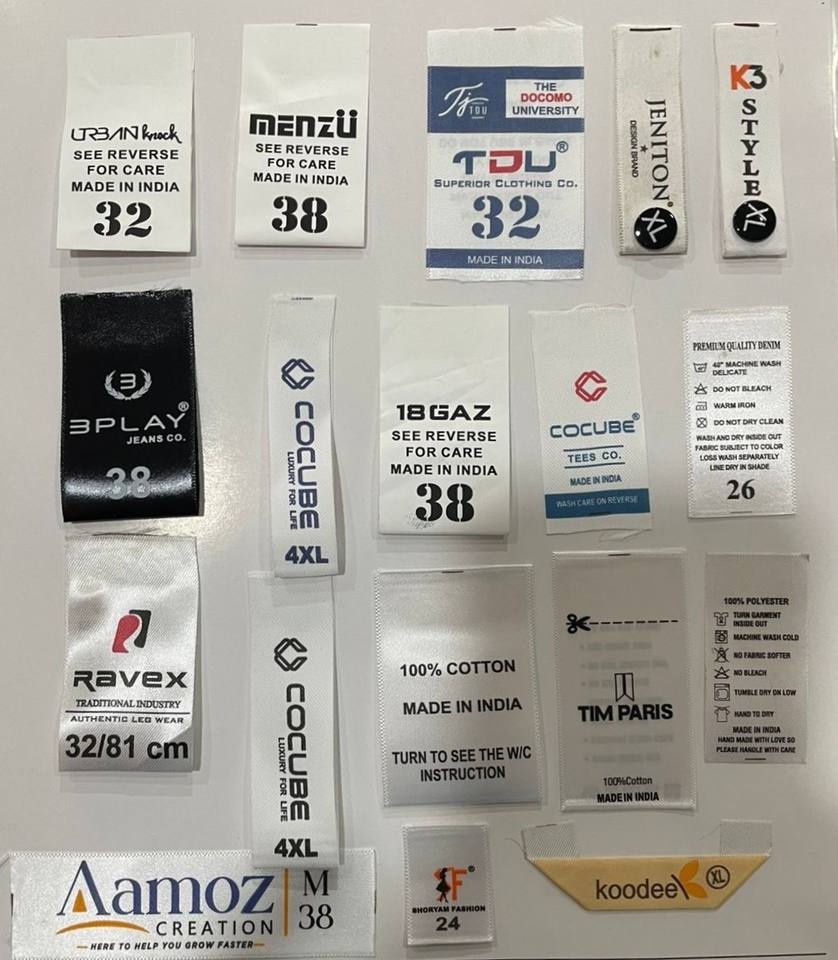 URBAN knock
SEE REVERSE
FOR CARE
MADE IN INDIA
32
MENZÜ
SEE REVERSE
FOR CARE
MADE IN INDIA
38
Tj TDU
THE
DOCOMO
UNIVERSITY
TDU®
SUPERIOR CLOTHING CO.
32
MADE IN INDIA
JENITON®
DESIGN BRAND
XL
K3
STYLE
XL
3
3PLAY®
JEANS CO.
38
COCUBE
LUXURY FOR LIFE
4XL
18GAZ
SEE REVERSE
FOR CARE
MADE IN INDIA
38
COCUBE®
TEES CO.
MADE IN INDIA
WASH CARE ON REVERSE
PREMIUM QUALITY DENIM
40° MACHINE WASH
DELICATE
DO NOT BLEACH
WARM IRON
DO NOT DRY CLEAN
WASH AND DRY INSIDE OUT
FABRIC SUBJECT TO COLOR
LOSS WASH SEPARATELY
LINE DRY IN SHADE
26
RAVEX
TRADITIONAL INDUSTRY
AUTHENTIC LEG WEAR
32/81 cm
COCUBE
LUXURY FOR LIFE
4XL
100% COTTON
MADE IN INDIA
TURN TO SEE THE W/C
INSTRUCTION
TIM PARIS
100%Cotton
MADE IN INDIA
100% POLYESTER
TURN GARMENT
INSIDE OUT
MACHINE WASH COLD
NO FABRIC SOFTER
NO BLEACH
TUMBLE DRY ON LOW
HAND TO DRY
MADE IN INDIA
HAND MADE WITH LOVE SO
PLEASE HANDLE WITH CARE
Aamoz
CREATION
HERE TO HELP YOU GROW FASTER
M
38
SF®
SHORYAM FASHION
24
koodee
XL